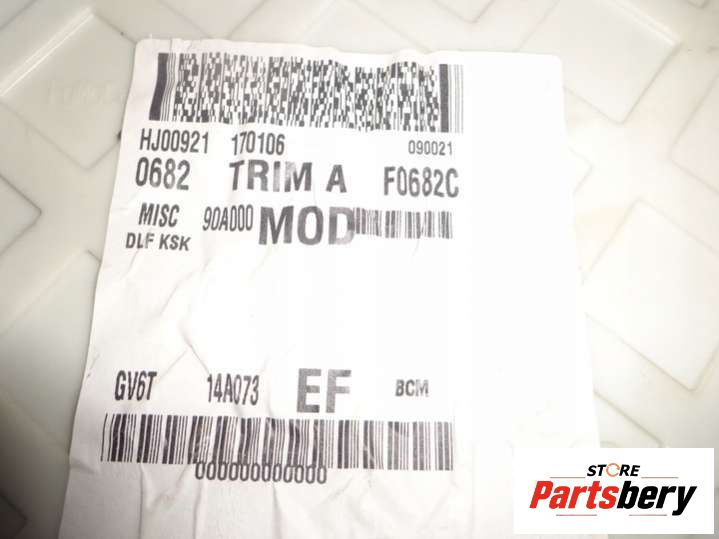 HJ00921 170106 090021
0682 TRIM A F0682C
MISC 90A000 MOD
DLF KSK
GV6T 14A073 EF BCM
000000000000
STORE
Partsbery